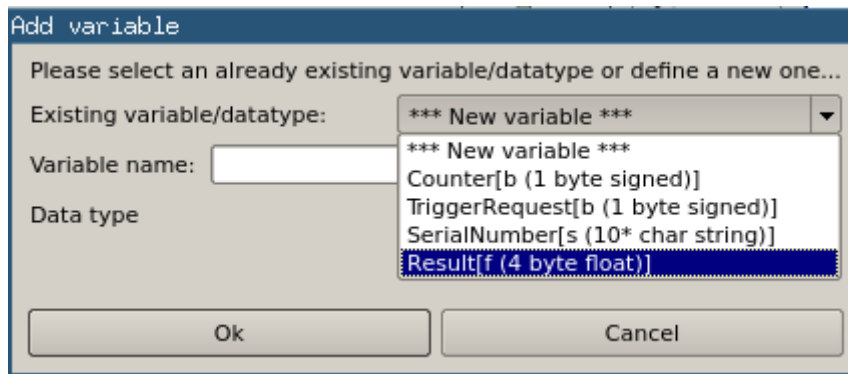 Add variable
Please select an already existing variable/datatype or define a new one...
Existing variable/datatype:
*** New variable ***
*** New variable ***
Counter[b (1 byte signed)]
TriggerRequest[b (1 byte signed)]
SerialNumber[s (10* char string)]
Result[f (4 byte float)]
Variable name:
Data type
Ok
Cancel